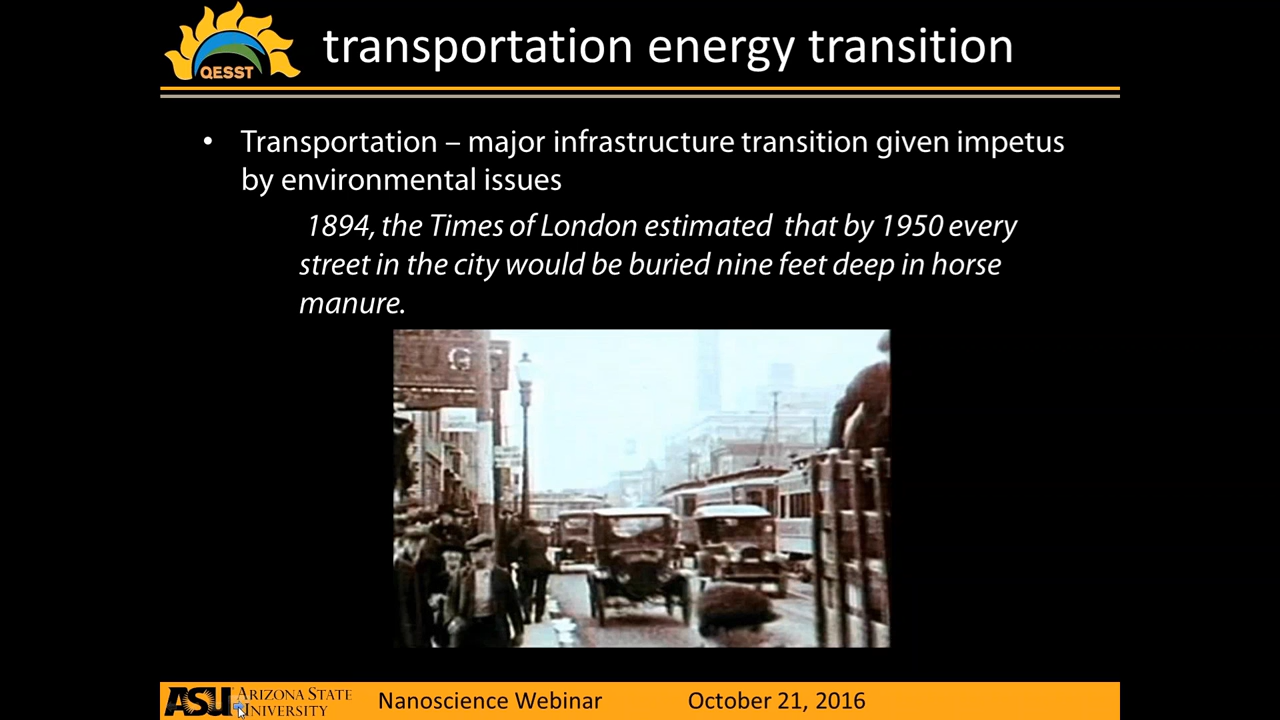 QESST
transportation energy transition
• Transportation – major infrastructure transition given impetus
by environmental issues
1894, the Times of London estimated that by 1950 every
street in the city would be buried nine feet deep in horse
manure.
G
ASU ARIZONA STATE
UNIVERSITY
Nanoscience Webinar
October 21, 2016